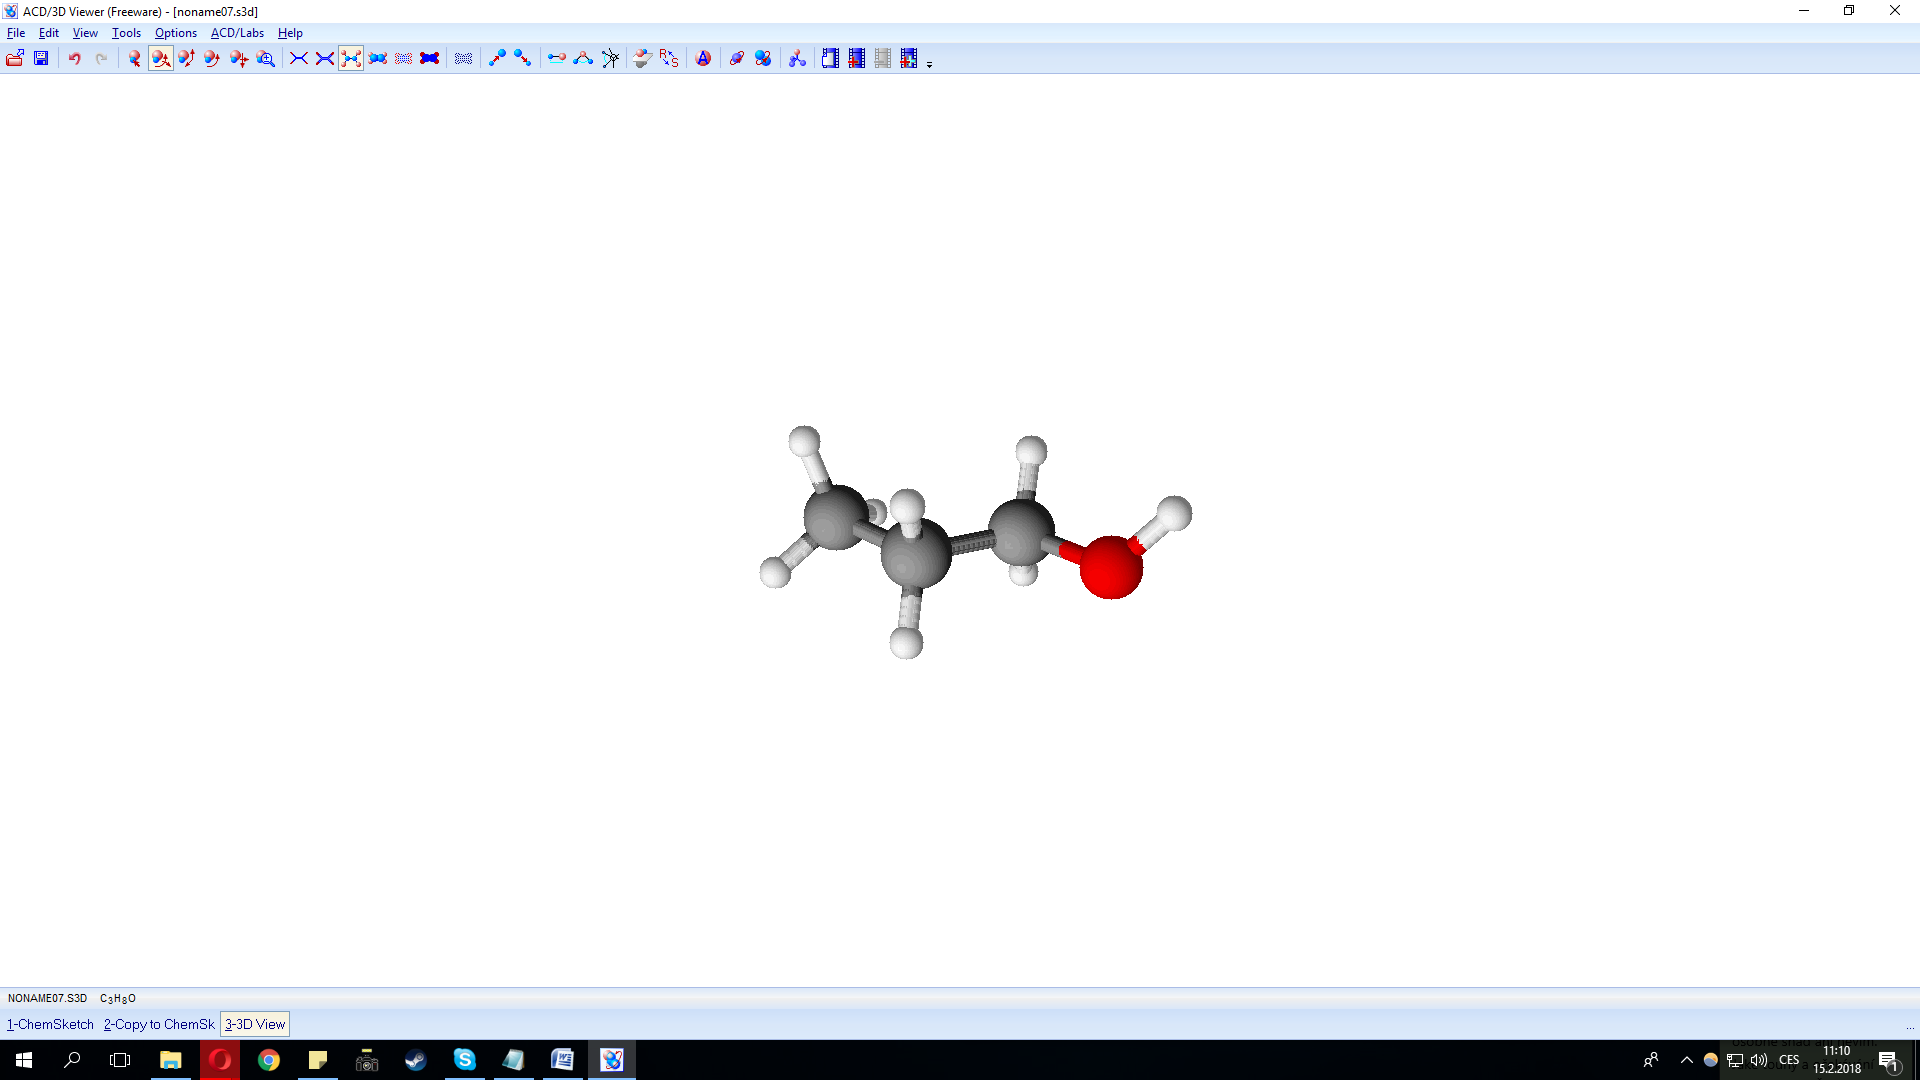 ACD/3D Viewer (Freeware) - [noname07.s3d]
File Edit View Tools Options ACD/Labs Help
NONAME07.S3D C3H8O
1-ChemSketch 2-Copy to ChemSk 3-3D View
11:10
CES
15.2.2018
1